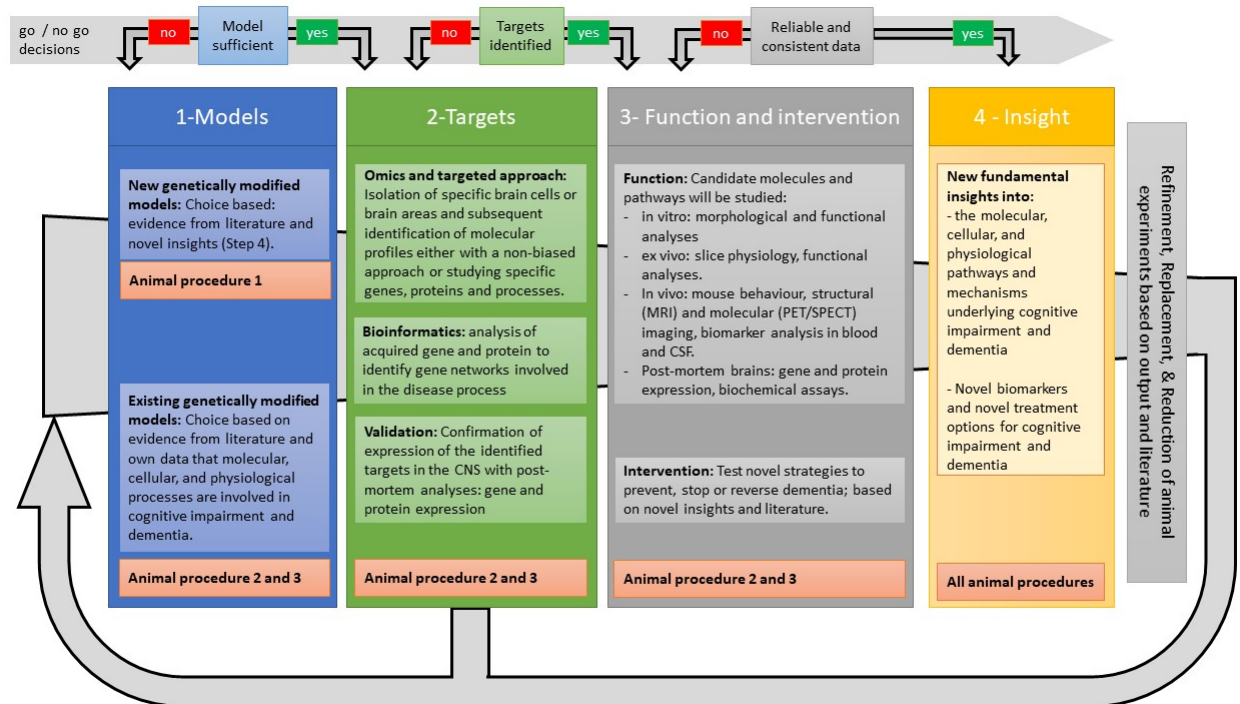 go / no go
decisions
no
Model
sufficient
yes
no
Targets
identified
yes
no
Reliable and
consistent data
yes
1-Models
New genetically modified
models: Choice based:
evidence from literature and
novel insights (Step 4).
Animal procedure 1
Existing genetically modified
models: Choice based on
evidence from literature and
own data that molecular,
cellular, and physiological
processes are involved in
cognitive impairment and
dementia.
Animal procedure 2 and 3
2-Targets
Omics and targeted approach:
Isolation of specific brain cells or
brain areas and subsequent
identification of molecular
profiles either with a non-biased
approach or studying specific
genes, proteins and processes.
Bioinformatics: analysis of
acquired gene and protein to
identify gene networks involved
in the disease process
Validation: Confirmation of
expression of the identified
targets in the CNS with post-
mortem analyses: gene and
protein expression
Animal procedure 2 and 3
3- Function and intervention
Function: Candidate molecules and
pathways will be studied:
- in vitro: morphological and functional
analyses
- ex vivo: slice physiology, functional
analyses.
- In vivo: mouse behaviour, structural
(MRI) and molecular (PET/SPECT)
imaging, biomarker analysis in blood
and CSF.
- Post-mortem brains: gene and protein
expression, biochemical assays.
Intervention: Test novel strategies to
prevent, stop or reverse dementia; based
on novel insights and literature.
Animal procedure 2 and 3
4 - Insight
New fundamental
insights into:
- the molecular,
cellular, and
physiological
pathways and
mechanisms
underlying cognitive
impairment and
dementia
- Novel biomarkers
and novel treatment
options for cognitive
impairment and
dementia
All animal procedures
Refinement, Replacement, & Reduction of animal
experiments based on output and literature